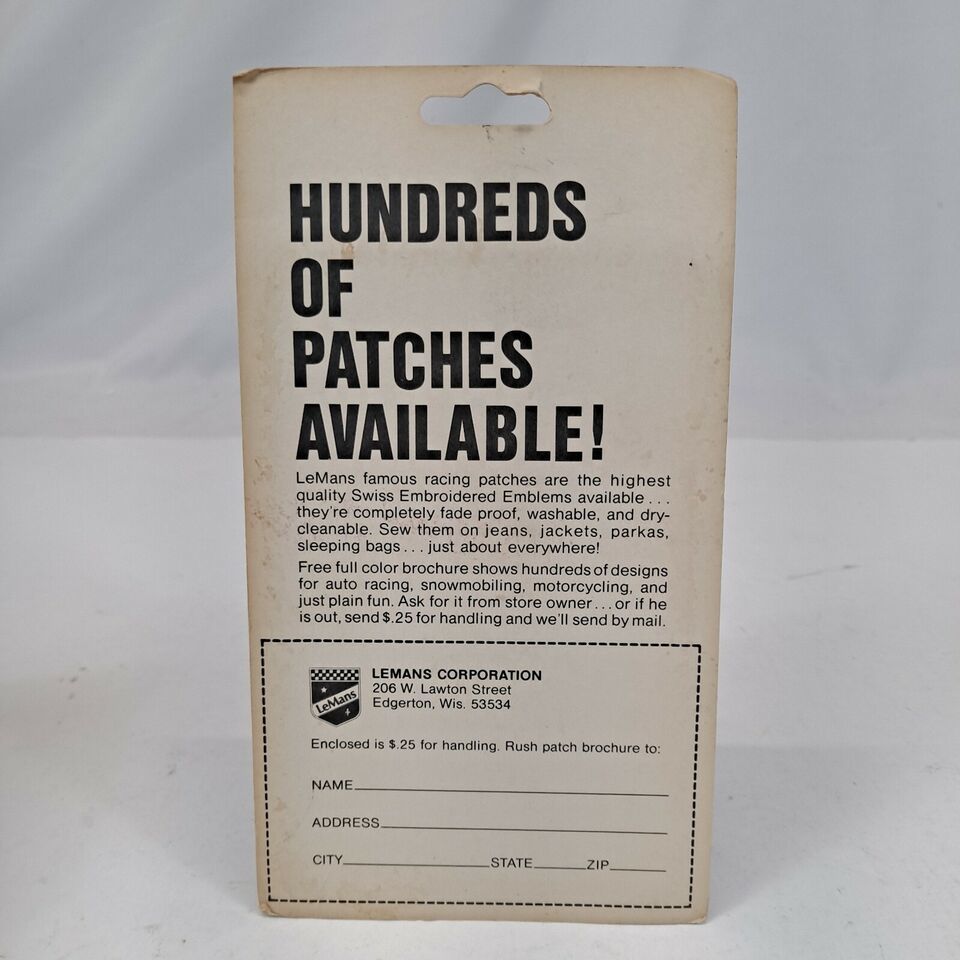 HUNDREDS
OF
PATCHES
AVAILABLE!
LeMans famous racing patches are the highest
quality Swiss Embroidered Emblems available...
they're completely fade proof, washable, and dry-
cleanable. Sew them on jeans, jackets, parkas,
sleeping bags...just about everywhere!
Free full color brochure shows hundreds of designs
for auto racing, snowmobiling, motorcycling, and
just plain fun. Ask for it from store owner...or if he
is out, send $.25 for handling and we'll send by mail.
LeMans
LEMANS CORPORATION
206 W. Lawton Street
Edgerton, Wis. 53534
Enclosed is $.25 for handling. Rush patch brochure to:
NAME
ADDRESS
CITY STATE ZIP